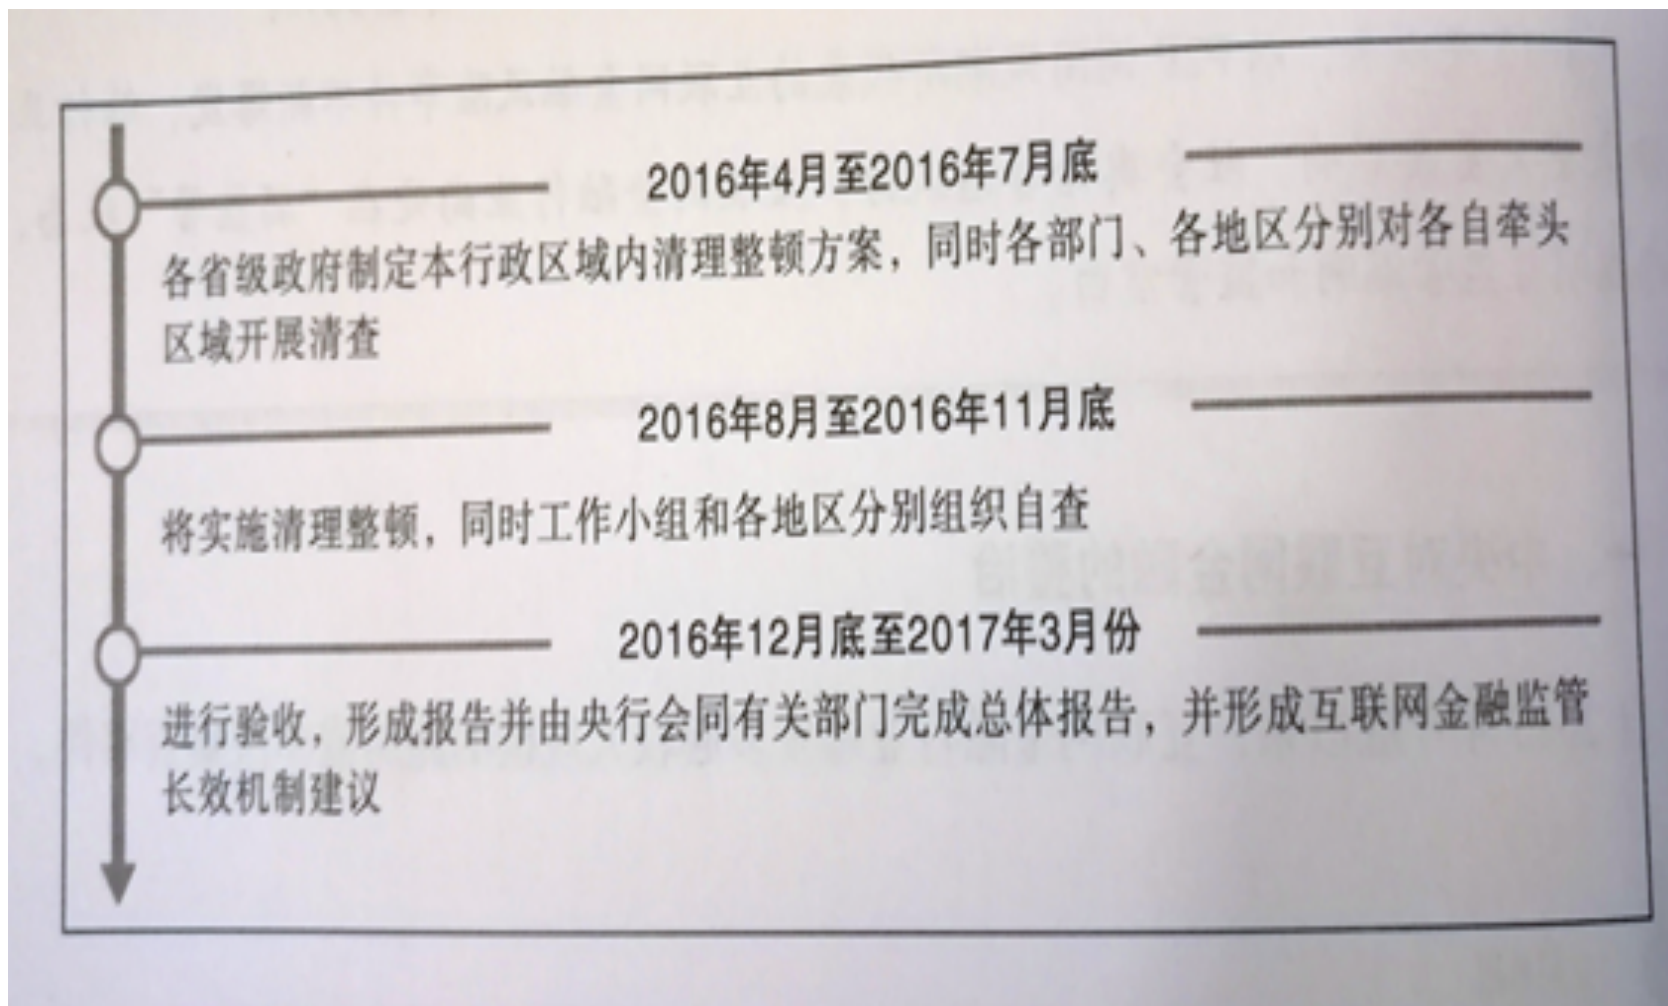 2016年4月至2016年7月底
各省级政府制定本行政区域内清理整顿方案，同时各部门、各地区分别对各自牵头
区域开展清查
2016年8月至2016年11月底
将实施清理整顿，同时工作小组和各地区分别组织自查
2016年12月底至2017年3月份
进行验收，形成报告并由央行会同有关部门完成总体报告，并形成互联网金融监管
长效机制建议